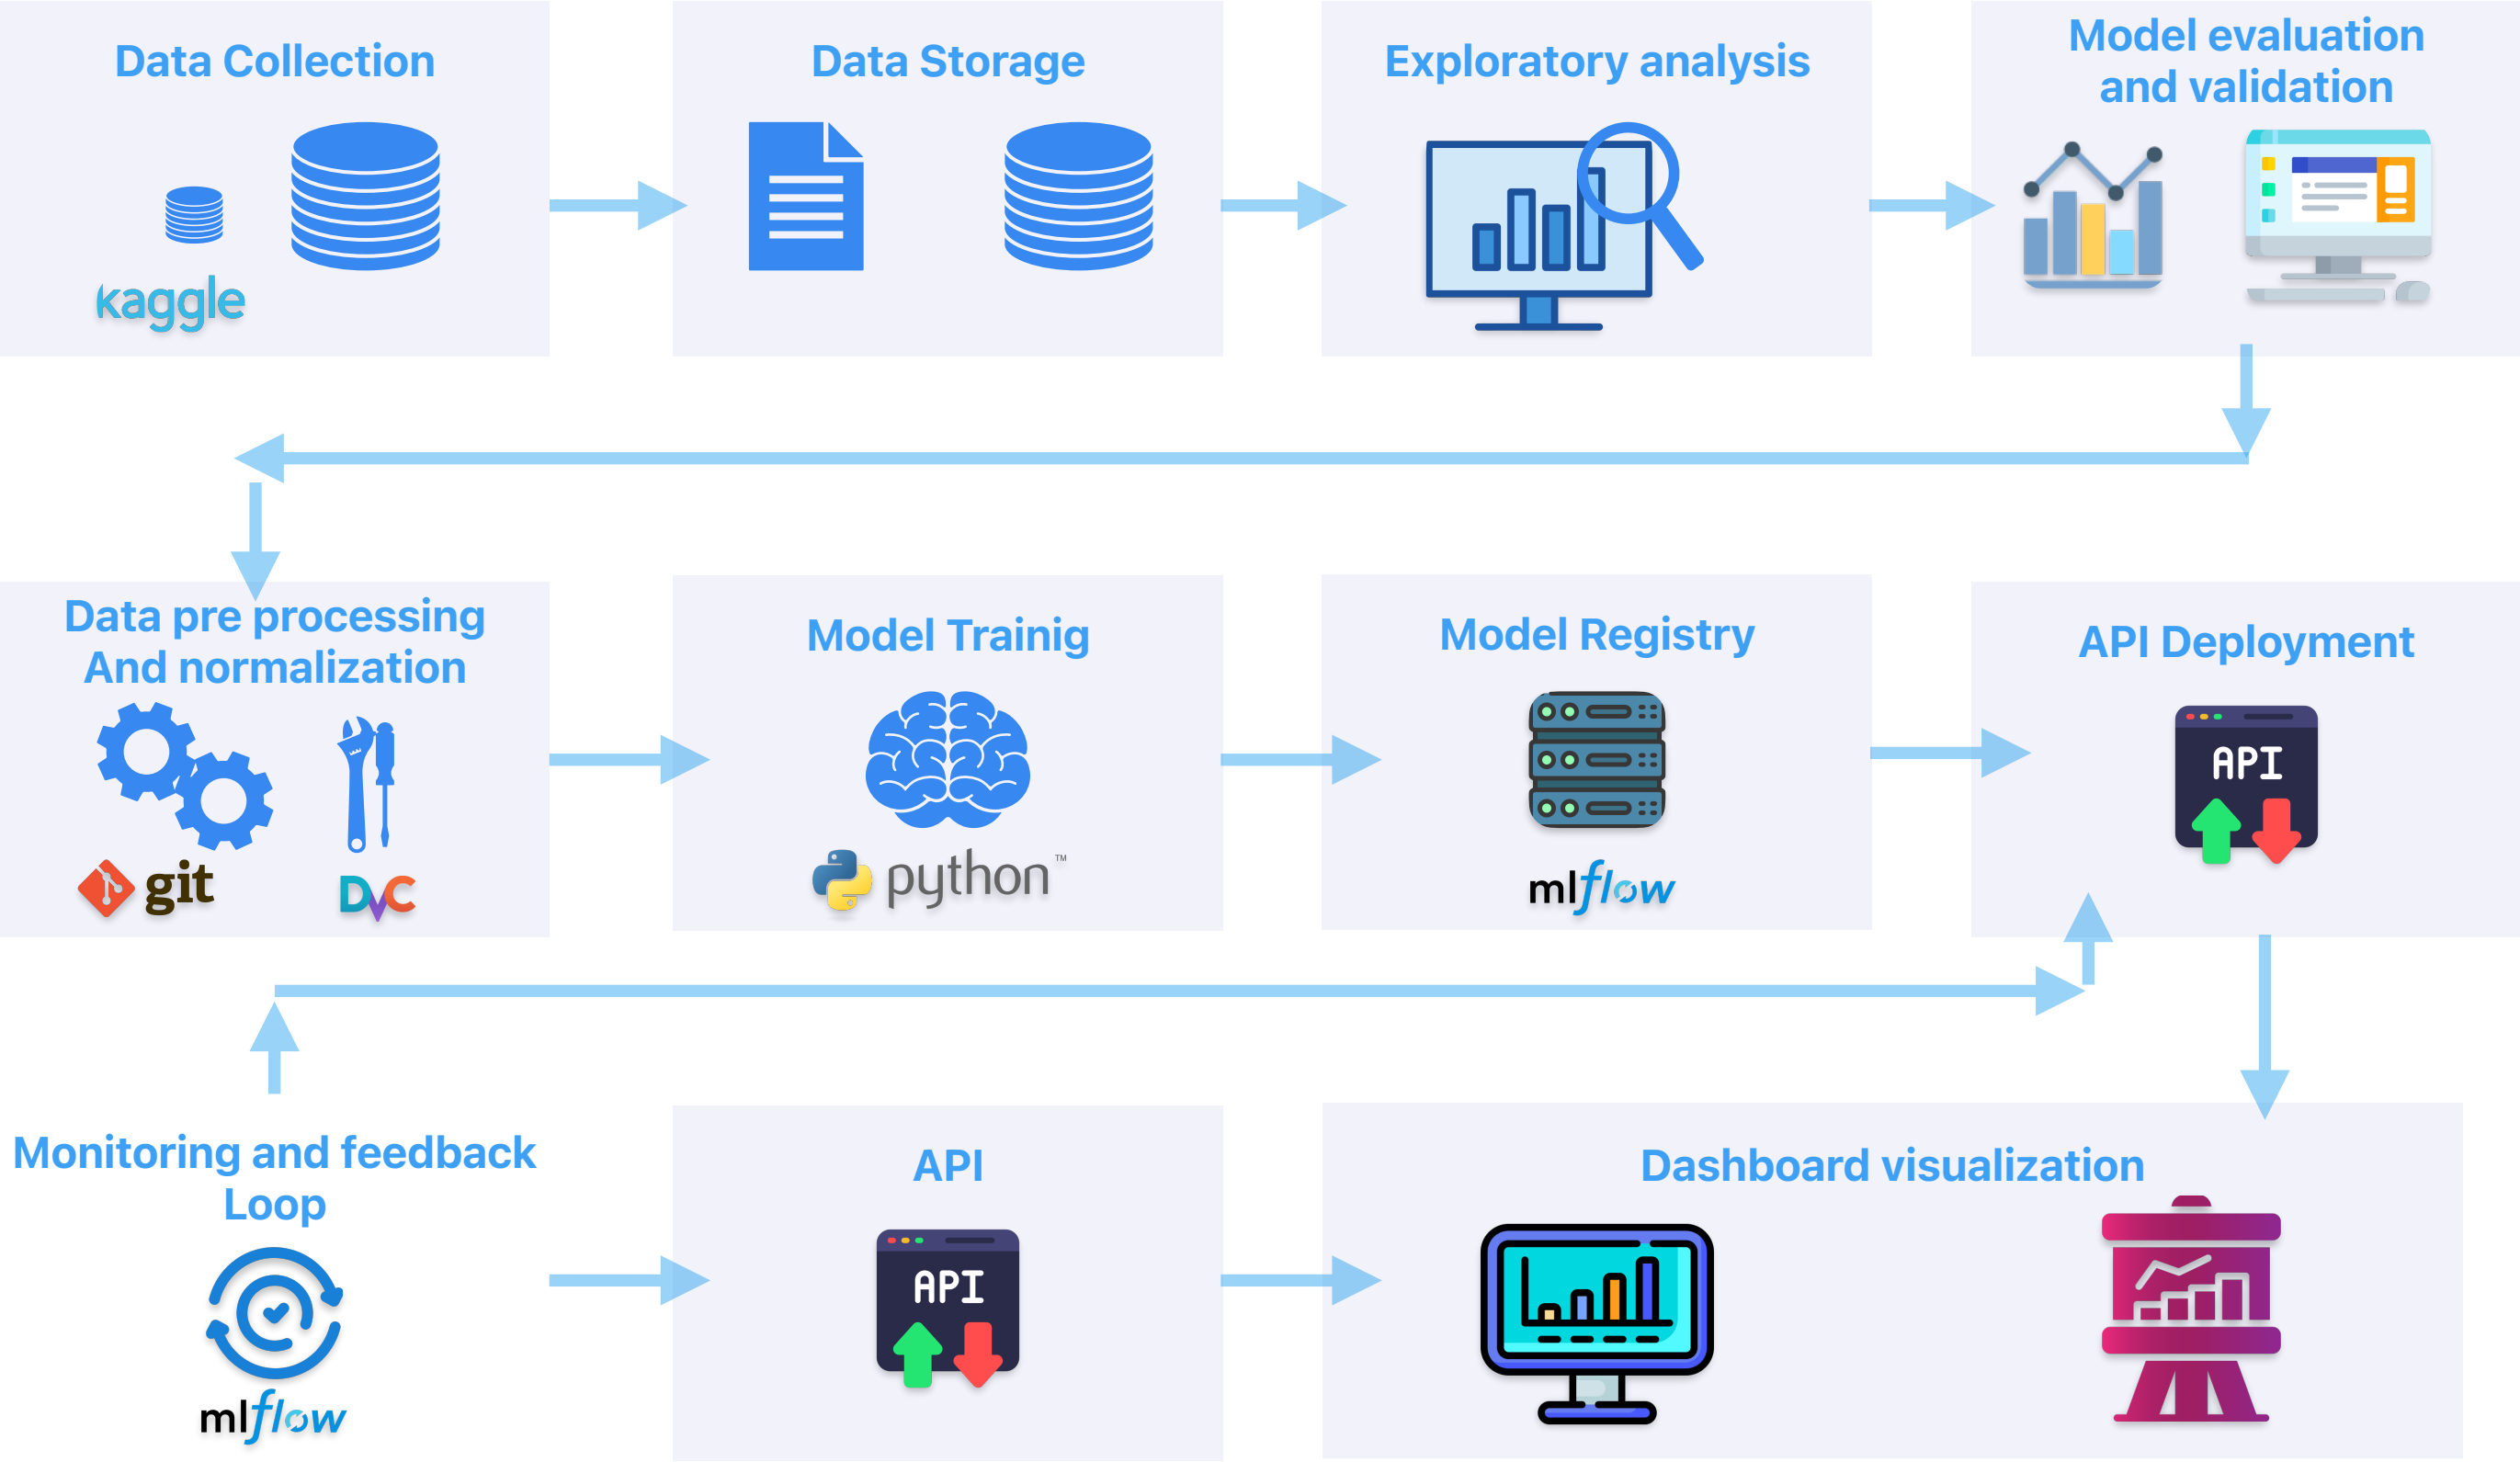 Data Collection
kaggle
Data Storage
Exploratory analysis
Model evaluation
and validation
Data pre processing
And normalization
git
DVC
Model Trainig
python™
Model Registry
mlflow
API Deployment
API
Monitoring and feedback
Loop
mlflow
API
API
Dashboard visualization